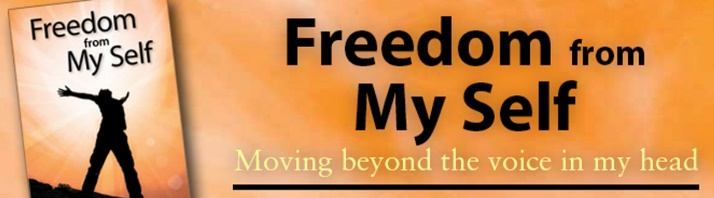 Freedom
from
My Self
Freedom from
My Self
Moving beyond the voice in my head